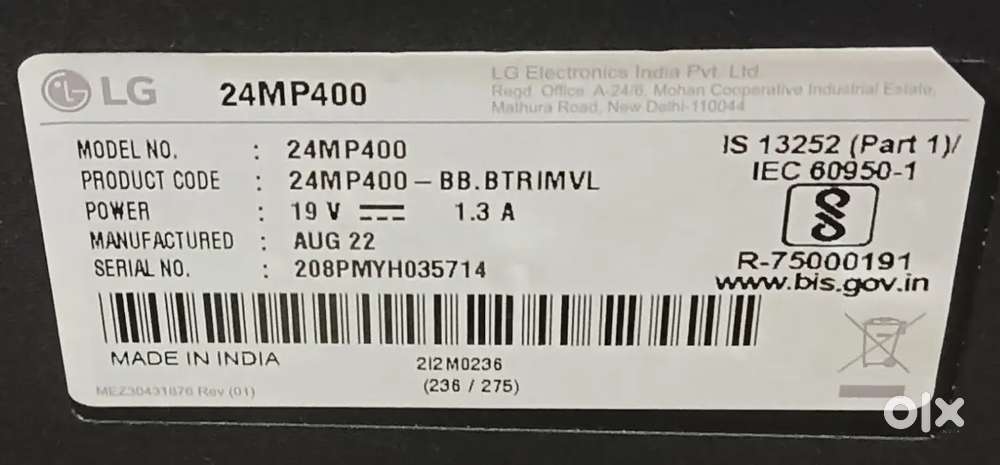 LG 24MP400
LG Electronics India Pvt. Ltd.
Regd. Office. A-24/6, Mohan Cooperative Industrial Estate,
Mathura Road, New Delhi-110044
MODEL NO. : 24MP400
PRODUCT CODE : 24MP400-BB.BTRIMVL
POWER : 19 V ⎓ 1.3 A
MANUFACTURED : AUG 22
SERIAL NO. : 208PMYH035714
IS 13252 (Part 1)/
IEC 60950-1
R-75000191
www.bis.gov.in
MADE IN INDIA
2I2M0236
(236 / 275)
MEZ30431876 Rev (01)
olx